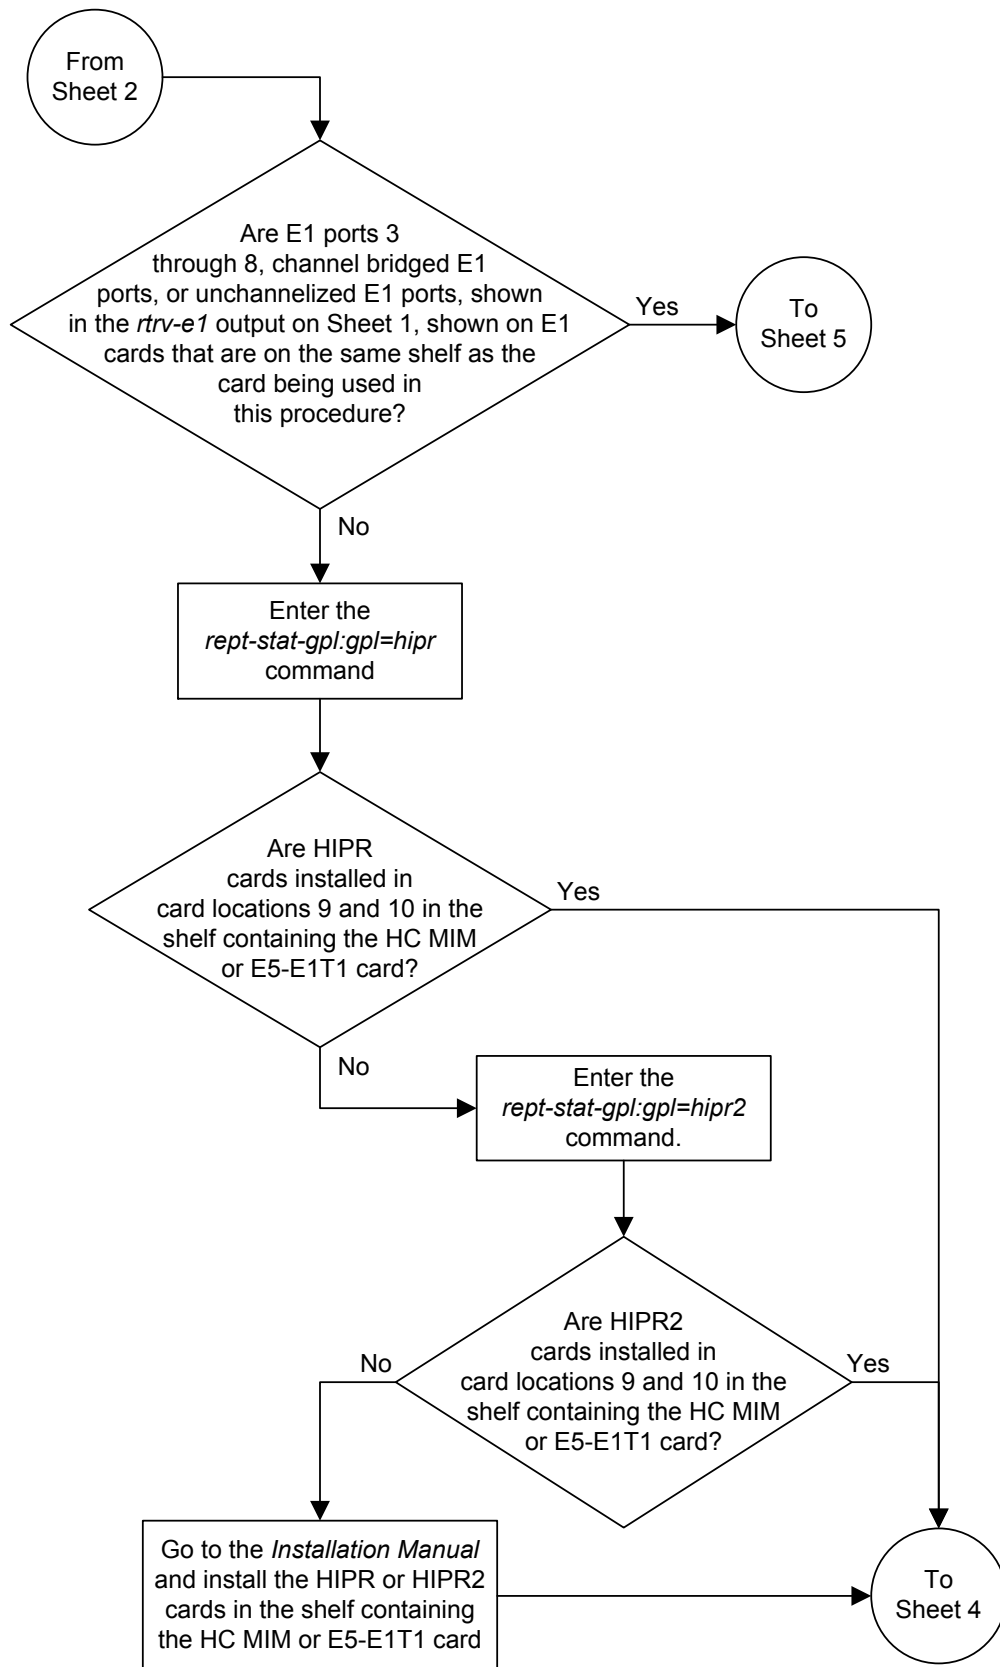 From
Sheet 2
Are E1 ports 3
through 8, channel bridged E1
ports, or unchannelized E1 ports, shown
in the rtrv-e1 output on Sheet 1, shown on E1
cards that are on the same shelf as the
card being used in
this procedure?
Yes
To
Sheet 5
No
Enter the
rept-stat-gpl:gpl=hipr
command
Are HIPR
cards installed in
card locations 9 and 10 in the
shelf containing the HC MIM
or E5-E1T1 card?
Yes
No
Enter the
rept-stat-gpl:gpl=hipr2
command.
Are HIPR2
cards installed in
card locations 9 and 10 in the
shelf containing the HC MIM
or E5-E1T1 card?
No
Yes
Go to the Installation Manual
and install the HIPR or HIPR2
cards in the shelf containing
the HC MIM or E5-E1T1 card
To
Sheet 4